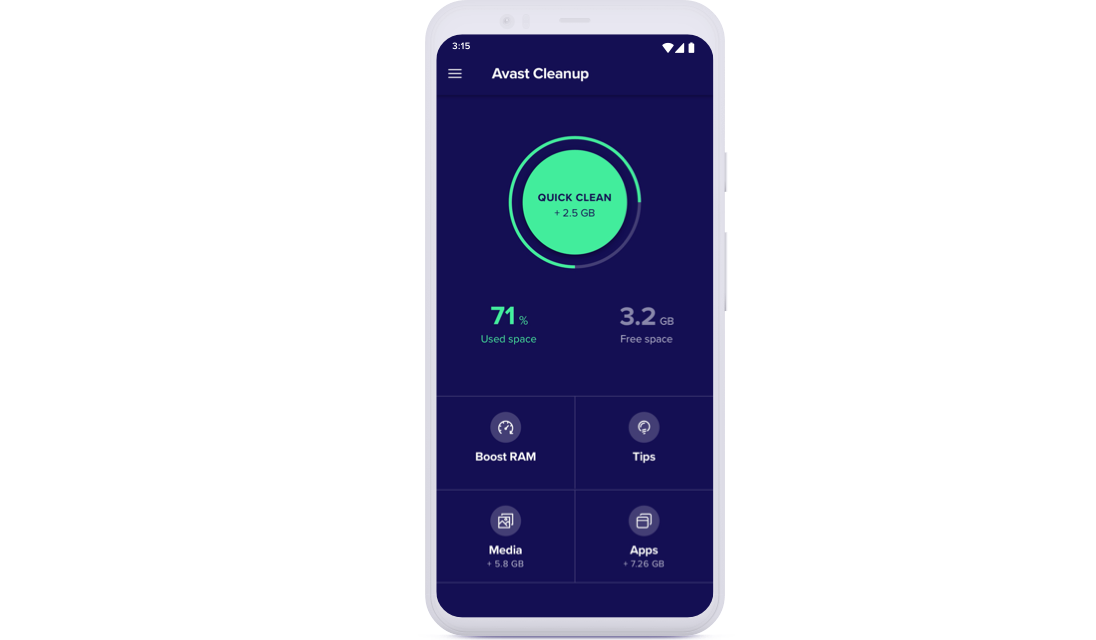 3:15
Avast Cleanup
QUICK CLEAN
+ 2.5 GB
71 %
Used space
3.2 GB
Free space
Boost RAM
Tips
Media
+ 5.8 GB
Apps
+ 7.26 GB